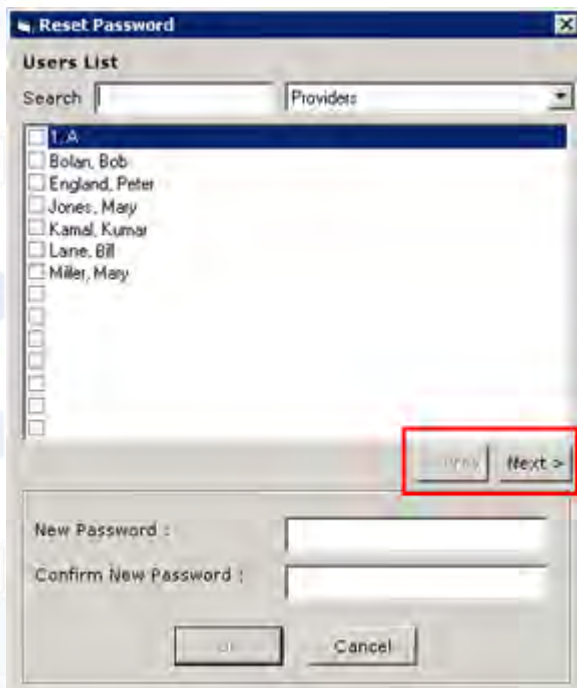 Reset Password
Users List
Search Providers
1, A
Bolan, Bob
England, Peter
Jones, Mary
Kamal, Kumar
Lane, Bill
Miller, Mary
Next >
New Password :
Confirm New Password :
Cancel